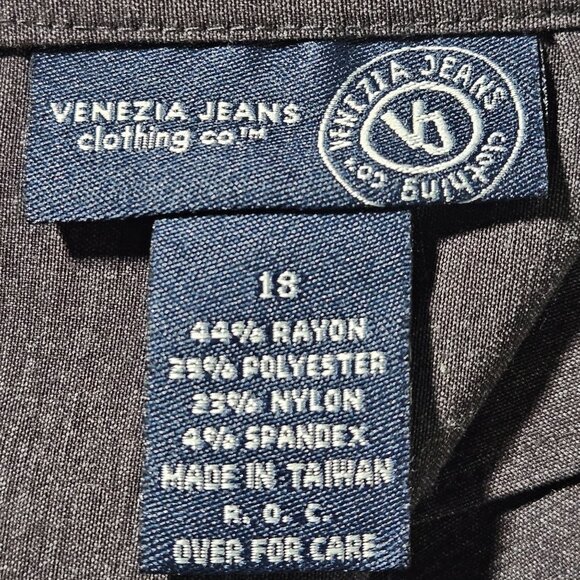 VENEZIA JEANS
clothing co™
VENEZIA JEANS clothing co™
VJ
18
44% RAYON
29% POLYESTER
23% NYLON
4% SPANDEX
MADE IN TAIWAN
R. O. C.
OVER FOR CARE